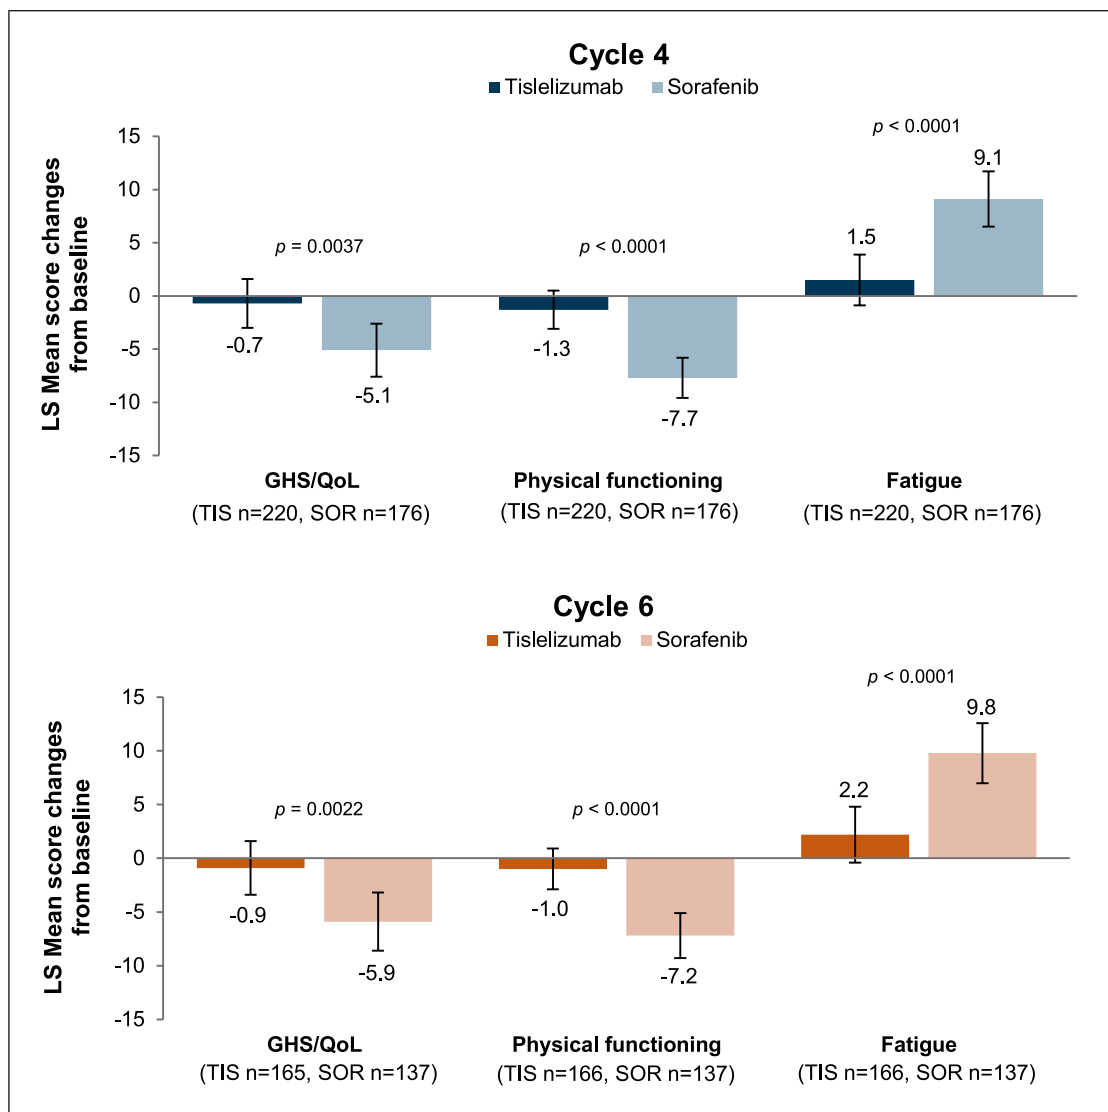 Cycle 4
Tislelizumab Sorafenib
LS Mean score changes
from baseline
15
10
5
0
-5
-10
-15
p = 0.0037
p < 0.0001
p < 0.0001
-0.7
-5.1
-1.3
-7.7
1.5
9.1
GHS/QoL
(TIS n=220, SOR n=176)
Physical functioning
(TIS n=220, SOR n=176)
Fatigue
(TIS n=220, SOR n=176)
Cycle 6
Tislelizumab Sorafenib
LS Mean score changes
from baseline
15
10
5
0
-5
-10
-15
p = 0.0022
p < 0.0001
p < 0.0001
-0.9
-5.9
-1.0
-7.2
2.2
9.8
GHS/QoL
(TIS n=165, SOR n=137)
Physical functioning
(TIS n=166, SOR n=137)
Fatigue
(TIS n=166, SOR n=137)